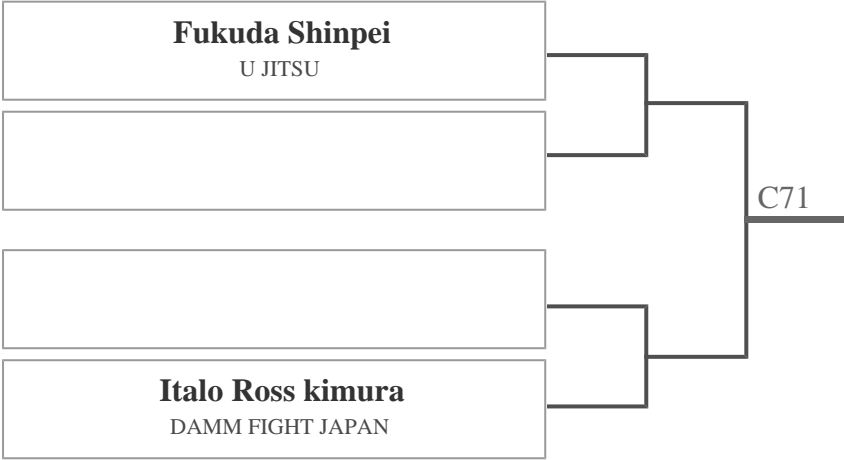 Fukuda Shinpei
U JITSU
C71
Italo Ross kimura
DAMM FIGHT JAPAN